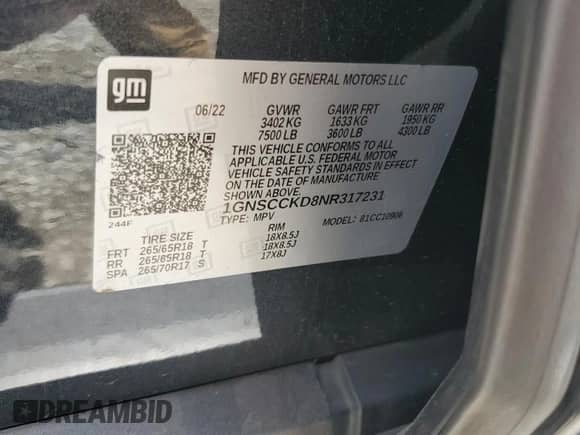 gm
MFD BY GENERAL MOTORS LLC
06/22 GVWR GAWR FRT GAWR RR
3402 KG 1633 KG 1950 KG
7500 LB 3600 LB 4300 LB
THIS VEHICLE CONFORMS TO ALL
APPLICABLE U.S. FEDERAL MOTOR
VEHICLE SAFETY STANDARDS IN
EFFECT ON THE DATE OF
MANUFACTURE SHOWN ABOVE.
1GNSCCKD8NR317231
TYPE: MPV MODEL: 81CC10906
244F
TIRE SIZE RIM
FRT 265/65R18 T 18X8.5J
RR 265/65R18 T 18X8.5J
SPA 265/70R17 S 17X8J
DREAMBID